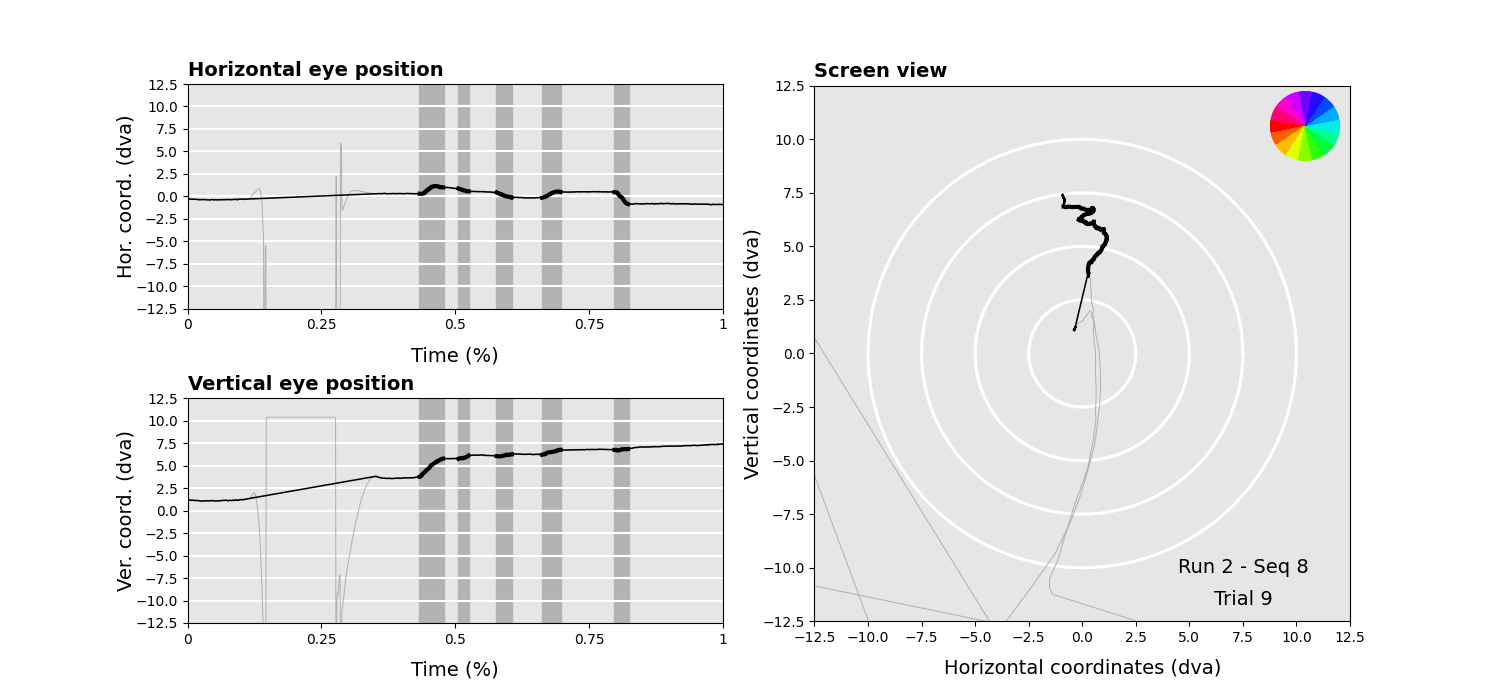 Horizontal eye position
12.5
10.0
7.5
5.0
2.5
0.0
−2.5
−5.0
−7.5
−10.0
−12.5
Hor. coord. (dva)
0 0.25 0.5 0.75 1
Time (%)
Vertical eye position
12.5
10.0
7.5
5.0
2.5
0.0
−2.5
−5.0
−7.5
−10.0
−12.5
Ver. coord. (dva)
0 0.25 0.5 0.75 1
Time (%)
Screen view
12.5
10.0
7.5
5.0
2.5
0.0
−2.5
−5.0
−7.5
−10.0
−12.5
Vertical coordinates (dva)
Run 2 - Seq 8
Trial 9
−12.5 −10.0 −7.5 −5.0 −2.5 0.0 2.5 5.0 7.5 10.0 12.5
Horizontal coordinates (dva)